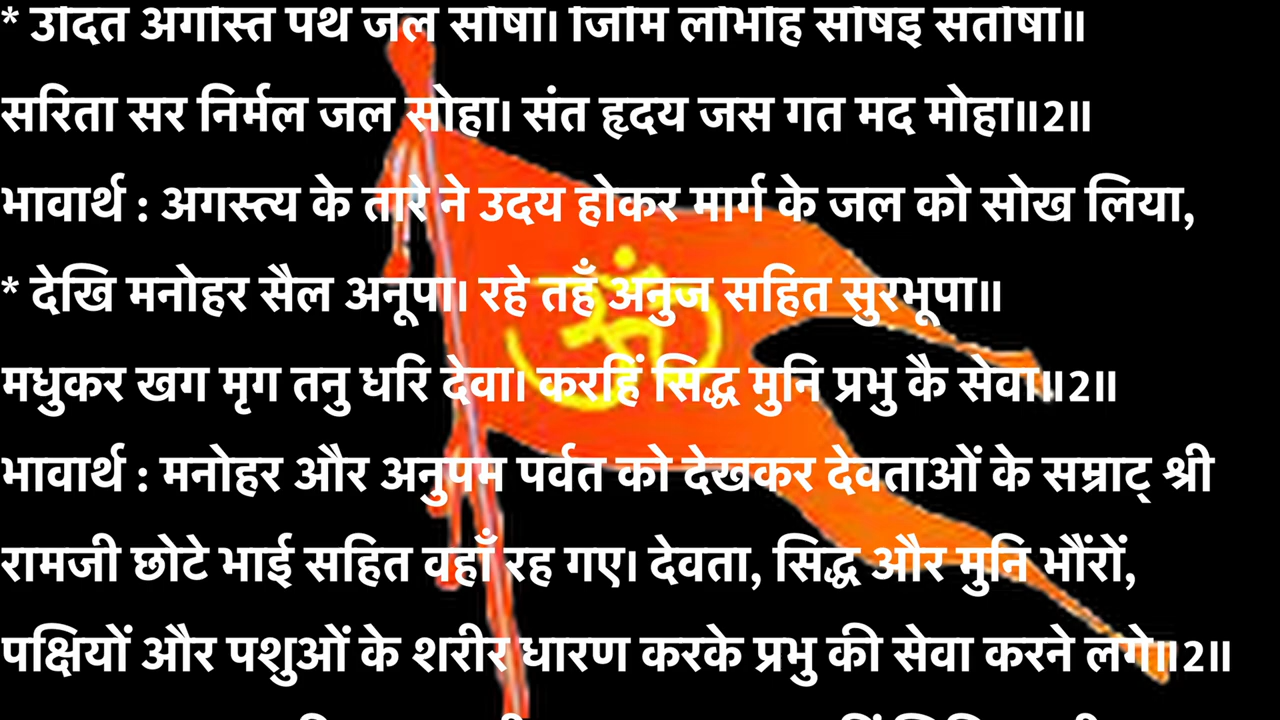 * उदित अगस्ति पंथ जल सोषा। जिमि लोभहि सोषइ संतोषा॥
सरिता सर निर्मल जल सोहा। संत हृदय जस गत मद मोहा॥2॥
भावार्थ : अगस्त्य के तारे ने उदय होकर मार्ग के जल को सोख लिया,
* देखि मनोहर सैल अनूपा। रहे तहँ अनुज सहित सुरभूपा॥
मधुकर खग मृग तनु धरि देवा। करहिं सिद्ध मुनि प्रभु कै सेवा॥2॥
भावार्थ : मनोहर और अनुपम पर्वत को देखकर देवताओं के सम्राट् श्री
रामजी छोटे भाई सहित वहाँ रह गए। देवता, सिद्ध और मुनि भौंरों,
पक्षियों और पशुओं के शरीर धारण करके प्रभु की सेवा करने लगे॥2॥